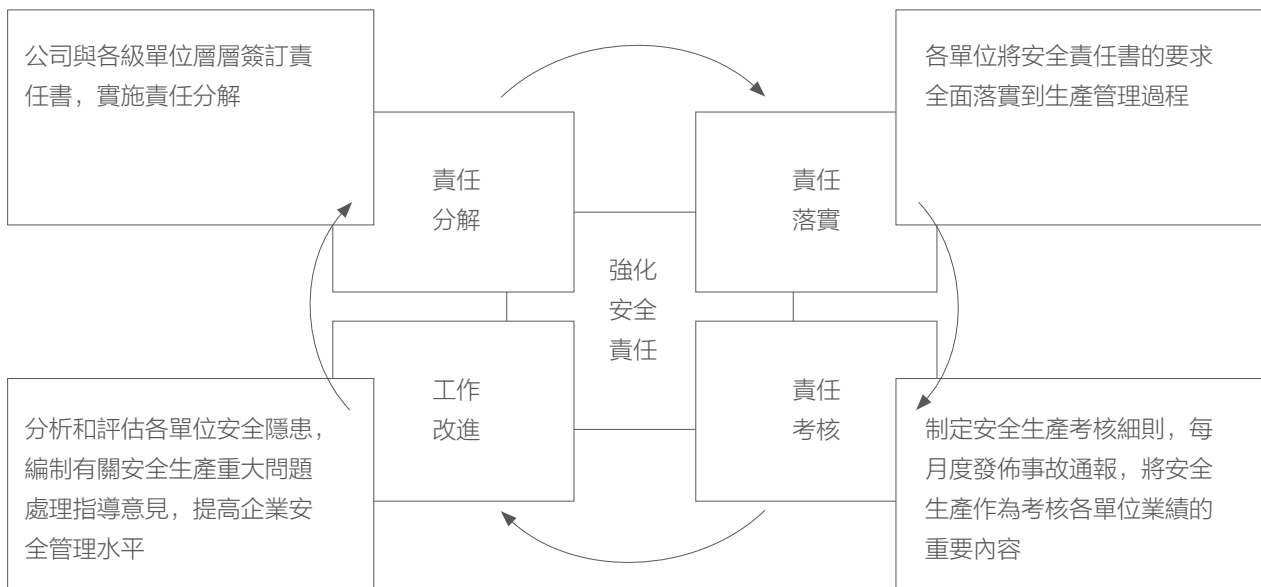 公司與各級單位層層簽訂責
任書，實施責任分解
各單位將安全責任書的要求
全面落實到生產管理過程
責任
分解
責任
落實
強化
安全
責任
工作
改進
責任
考核
分析和評估各單位安全隱患，
編制有關安全生產重大問題
處理指導意見，提高企業安
全管理水平
制定安全生產考核細則，每
月度發佈事故通報，將安全
生產作為考核各單位業績的
重要內容